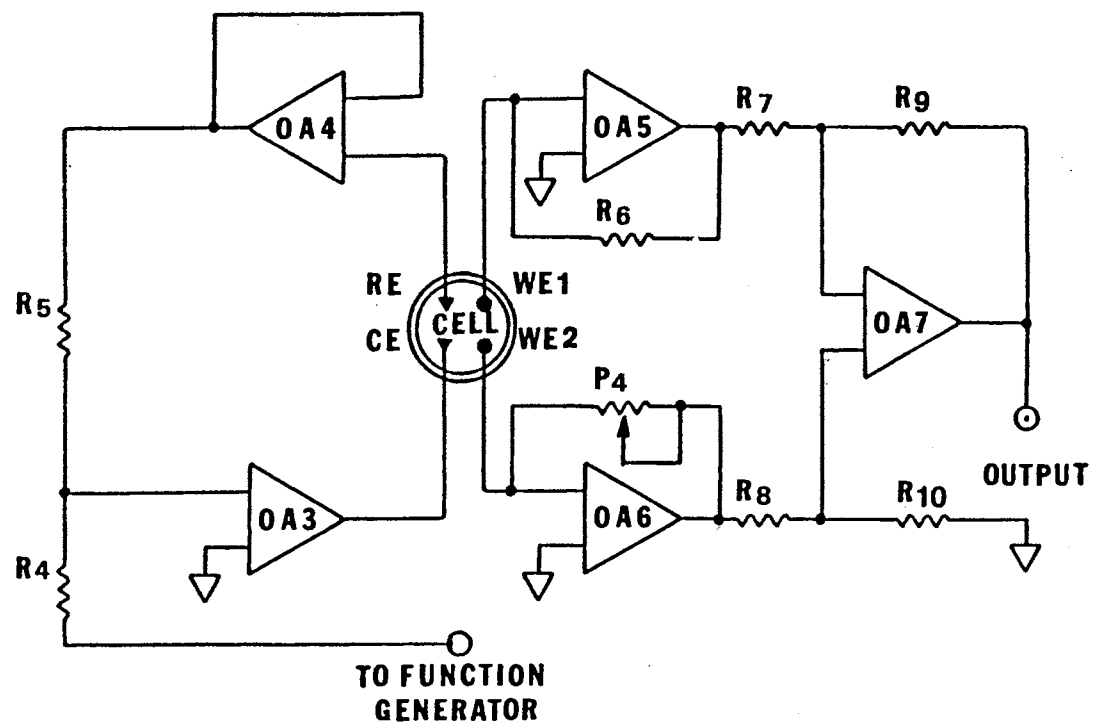 OA4
OA5
R7
R9
R6
RE
WE1
R5
CELL
OA7
CE
WE2
P4
OUTPUT
OA3
OA6
R8
R10
R4
TO FUNCTION
GENERATOR